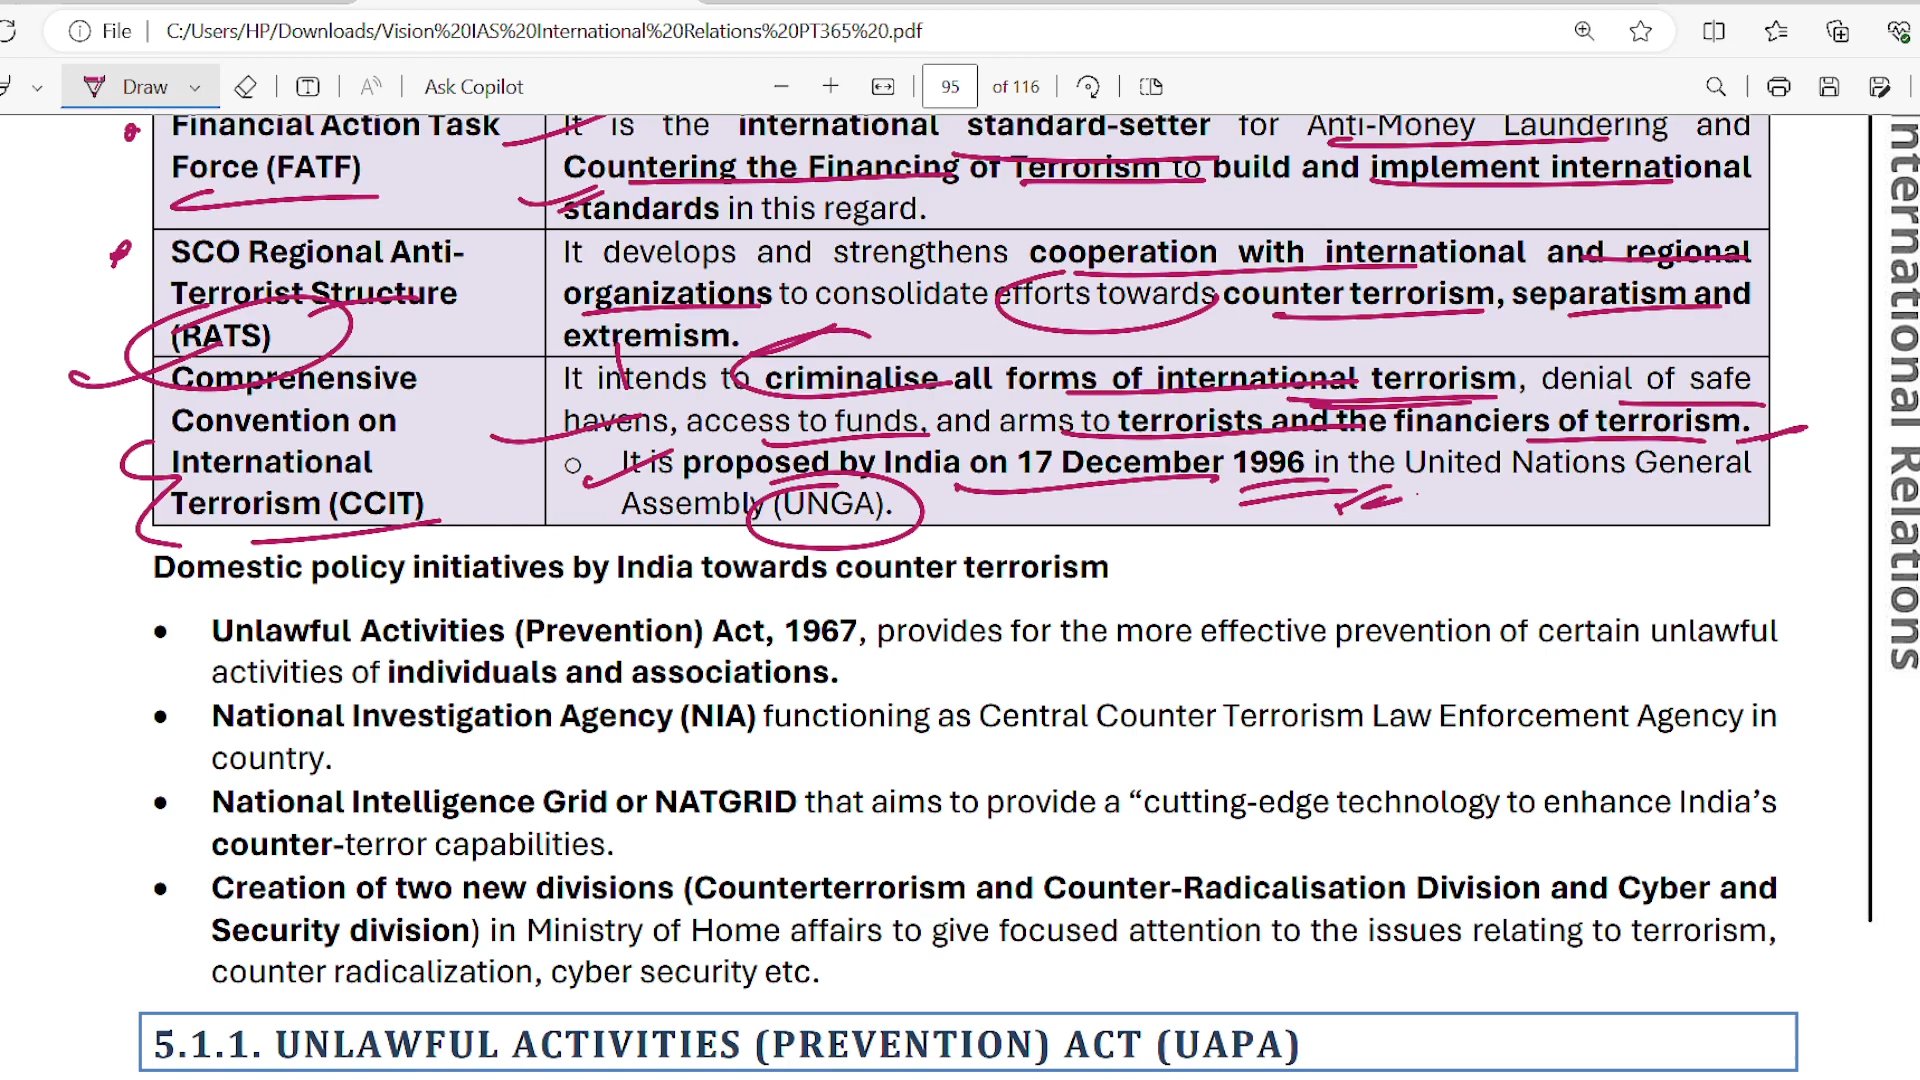 File
C:/Users/HP/Downloads/Vision%20IAS%20International%20Relations%20PT365%20.pdf
Draw
Ask Copilot
95 of 116
Financial Action Task It is the international standard-setter for Anti-Money Laundering and
Force (FATF) Countering the Financing of Terrorism to build and implement international
standards in this regard.
SCO Regional Anti- It develops and strengthens cooperation with international and regional
Terrorist Structure organizations to consolidate efforts towards counter terrorism, separatism and
(RATS) extremism.
Comprehensive It intends to criminalise all forms of international terrorism, denial of safe
Convention on havens, access to funds, and arms to terrorists and the financiers of terrorism.
International o It is proposed by India on 17 December 1996 in the United Nations General
Terrorism (CCIT) Assembly (UNGA).
Domestic policy initiatives by India towards counter terrorism
• Unlawful Activities (Prevention) Act, 1967, provides for the more effective prevention of certain unlawful
activities of individuals and associations.
• National Investigation Agency (NIA) functioning as Central Counter Terrorism Law Enforcement Agency in
country.
• National Intelligence Grid or NATGRID that aims to provide a “cutting-edge technology to enhance India’s
counter-terror capabilities.
• Creation of two new divisions (Counterterrorism and Counter-Radicalisation Division and Cyber and
Security division) in Ministry of Home affairs to give focused attention to the issues relating to terrorism,
counter radicalization, cyber security etc.
5.1.1. UNLAWFUL ACTIVITIES (PREVENTION) ACT (UAPA)
nternational Relations